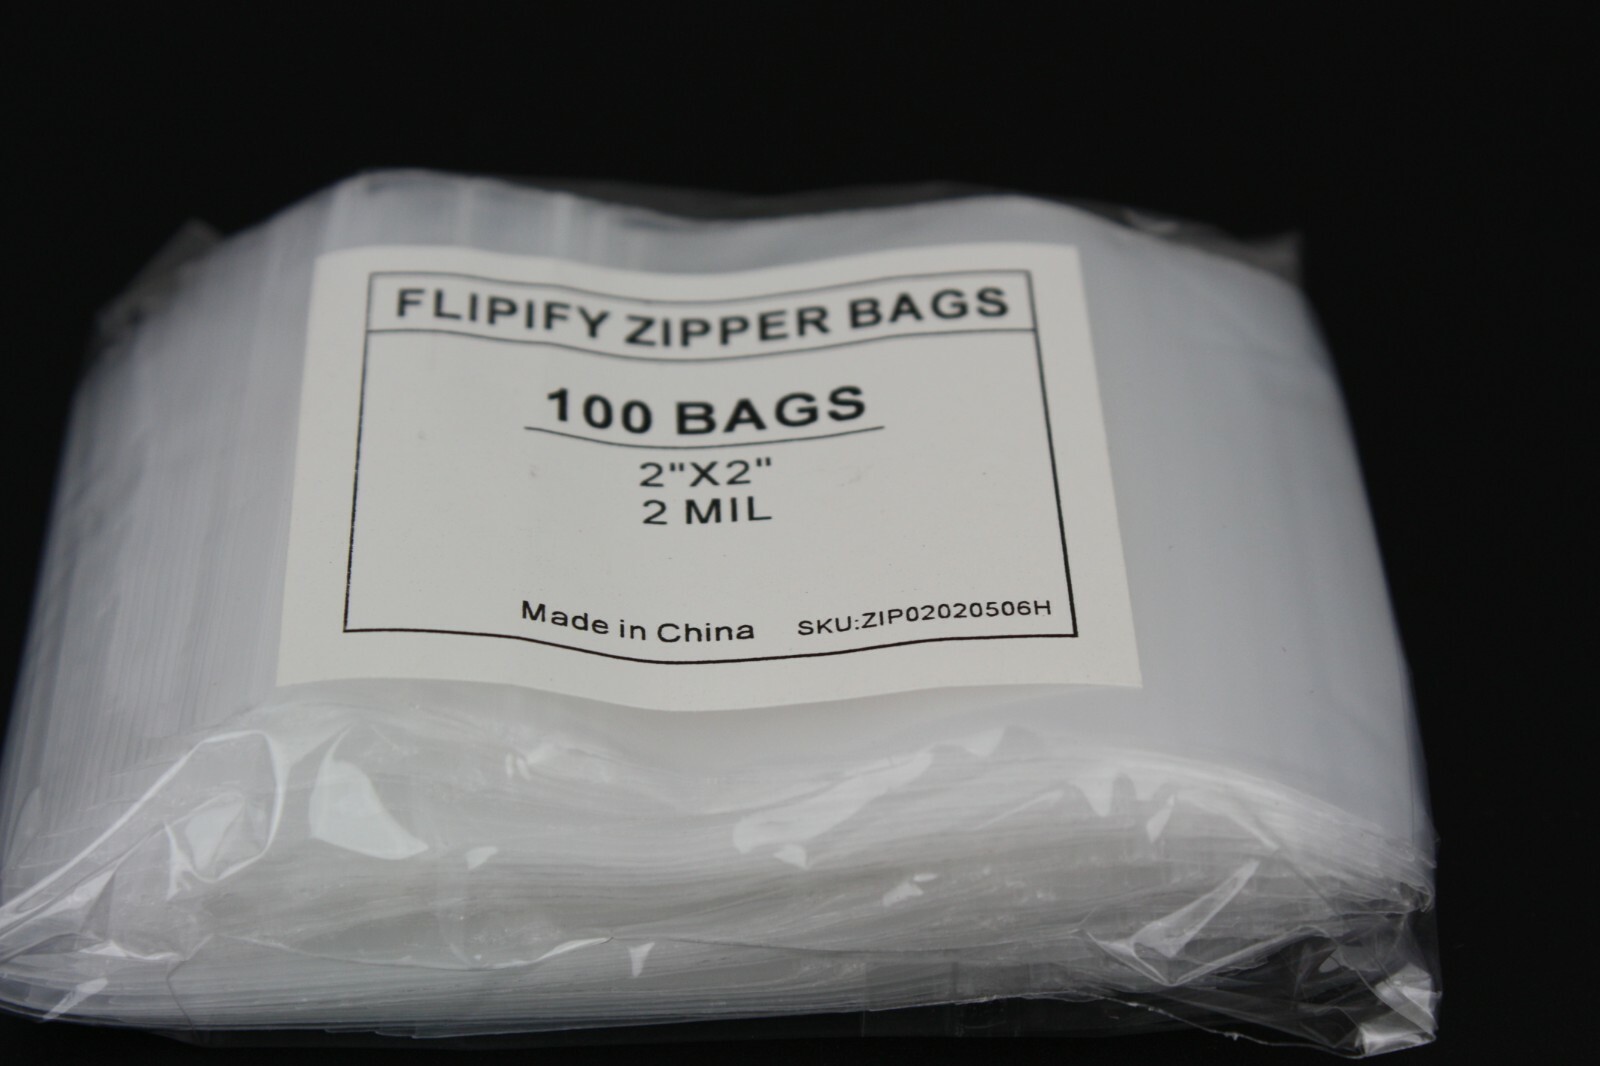 FLIPIFY ZIPPER BAGS
100 BAGS
2"X2"
2 MIL
Made in China SKU:ZIP02020506H